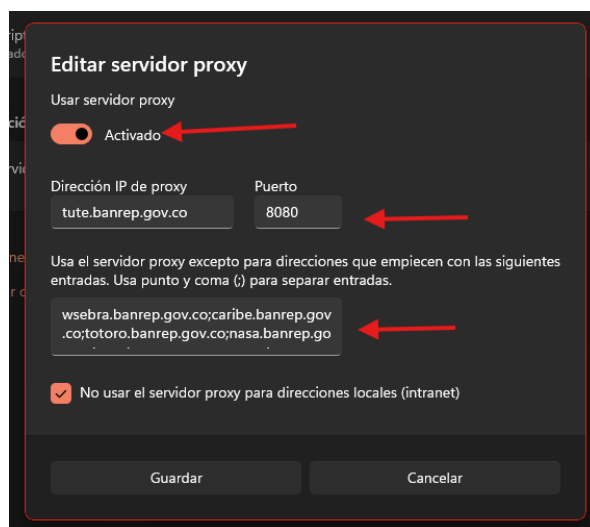 Editar servidor proxy
Usar servidor proxy
Activado
Dirección IP de proxy Puerto
tute.banrep.gov.co 8080
Usa el servidor proxy excepto para direcciones que empiecen con las siguientes
entradas. Usa punto y coma (;) para separar entradas.
wsebra.banrep.gov.co;caribe.banrep.gov
.co;totoro.banrep.gov.co;nasa.banrep.go
No usar el servidor proxy para direcciones locales (intranet)
Guardar Cancelar